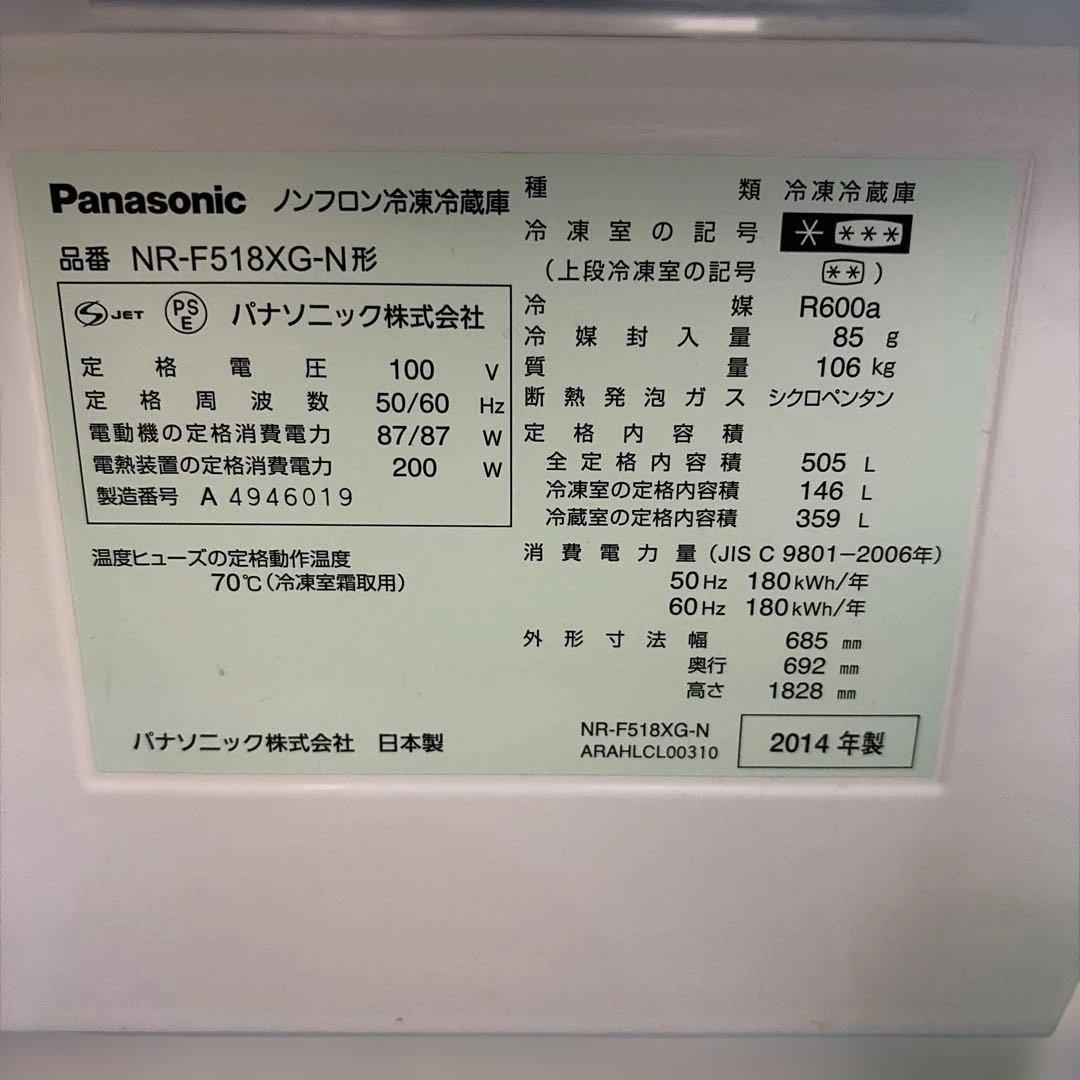 Panasonic ノンフロン冷凍冷蔵庫
品番 NR-F518XG-N形
S JET PSE パナソニック株式会社
定格電圧 100 V
定格周波数 50/60 Hz
電動機の定格消費電力 87/87 W
電熱装置の定格消費電力 200 W
製造番号 A 4946019
温度ヒューズの定格動作温度
70℃(冷凍室霜取用)
パナソニック株式会社 日本製
種類 冷凍冷蔵庫
冷凍室の記号 * ***
(上段冷凍室の記号 **)
冷媒 R600a
冷媒封入量 85 g
質量 106 kg
断熱発泡ガス シクロペンタン
定格内容積
全定格内容積 505 L
冷凍室の定格内容積 146 L
冷蔵室の定格内容積 359 L
消費電力量(JIS C 9801−2006年)
50Hz 180kWh/年
60Hz 180kWh/年
外形寸法幅 685 mm
奥行 692 mm
高さ 1828 mm
NR-F518XG-N
ARAHLCL00310
2014年製